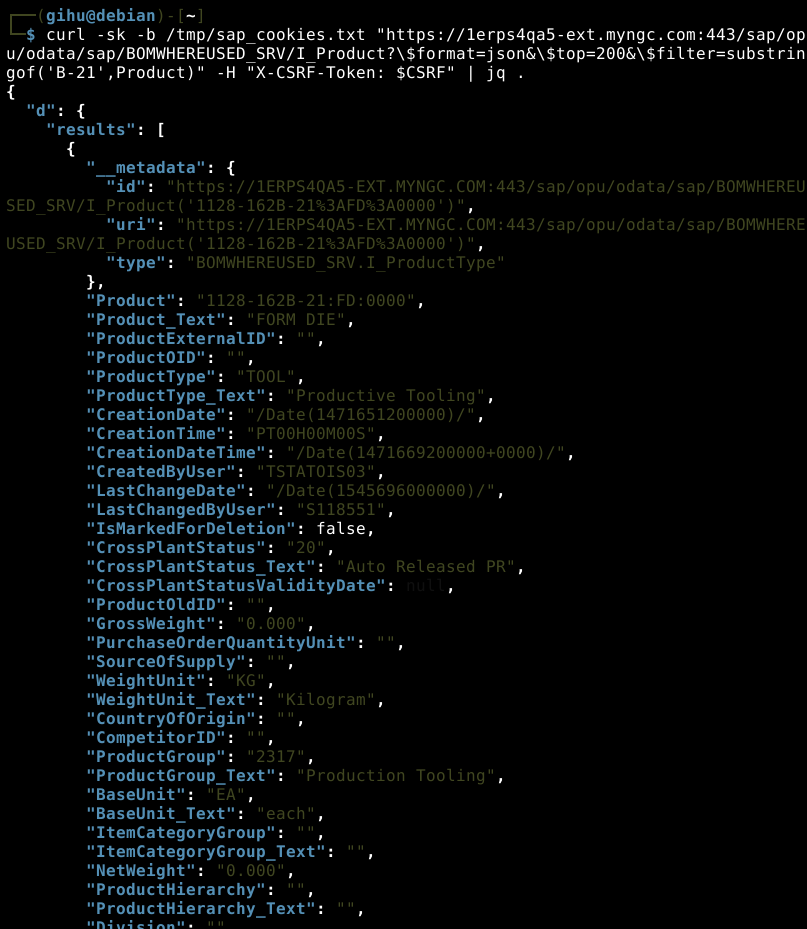 ┌──(gihu@debian)-[~]
└─$ curl -sk -b /tmp/sap_cookies.txt "https://1erps4qa5-ext.myngc.com:443/sap/op
u/odata/sap/BOMWHEREUSED_SRV/I_Product?\$format=json&\$top=200&\$filter=substrin
gof('B-21',Product)" -H "X-CSRF-Token: $CSRF" | jq .
{
  "d": {
    "results": [
      {
        "__metadata": {
          "id": "https://1ERPS4QA5-EXT.MYNGC.COM:443/sap/opu/odata/sap/BOMWHEREU
SED_SRV/I_Product('1128-162B-21%3AFD%3A0000')",
          "uri": "https://1ERPS4QA5-EXT.MYNGC.COM:443/sap/opu/odata/sap/BOMWHERE
USED_SRV/I_Product('1128-162B-21%3AFD%3A0000')",
          "type": "BOMWHEREUSED_SRV.I_ProductType"
        },
        "Product": "1128-162B-21:FD:0000",
        "Product_Text": "FORM DIE",
        "ProductExternalID": "",
        "ProductOID": "",
        "ProductType": "TOOL",
        "ProductType_Text": "Productive Tooling",
        "CreationDate": "/Date(1471651200000)/",
        "CreationTime": "PT00H00M00S",
        "CreationDateTime": "/Date(1471669200000+0000)/",
        "CreatedByUser": "TSTATOIS03",
        "LastChangeDate": "/Date(1545696000000)/",
        "LastChangedByUser": "S118551",
        "IsMarkedForDeletion": false,
        "CrossPlantStatus": "20",
        "CrossPlantStatus_Text": "Auto Released PR",
        "CrossPlantStatusValidityDate": null,
        "ProductOldID": "",
        "GrossWeight": "0.000",
        "PurchaseOrderQuantityUnit": "",
        "SourceOfSupply": "",
        "WeightUnit": "KG",
        "WeightUnit_Text": "Kilogram",
        "CountryOfOrigin": "",
        "CompetitorID": "",
        "ProductGroup": "2317",
        "ProductGroup_Text": "Production Tooling",
        "BaseUnit": "EA",
        "BaseUnit_Text": "each",
        "ItemCategoryGroup": "",
        "ItemCategoryGroup_Text": "",
        "NetWeight": "0.000",
        "ProductHierarchy": "",
        "ProductHierarchy_Text": "",
        "Division": ""